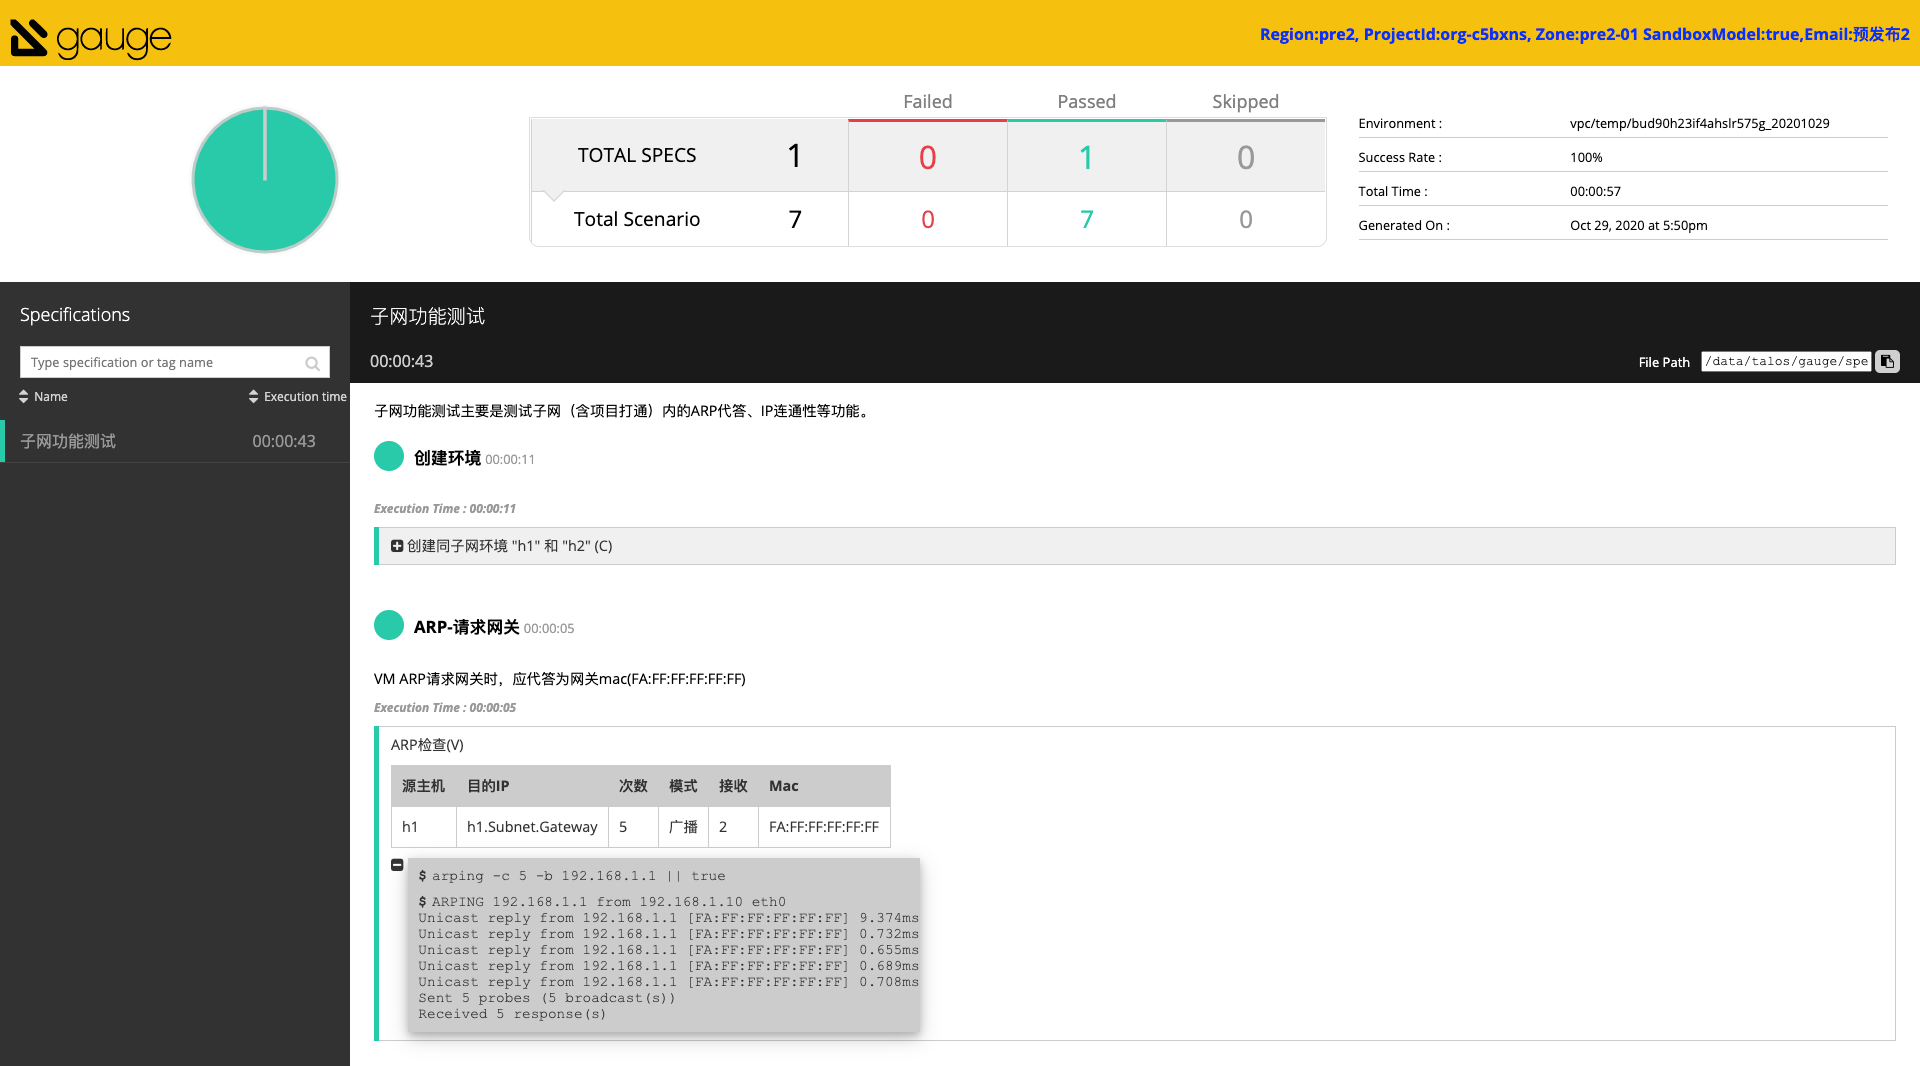 gauge
Region:pre2, ProjectId:org-c5bxns, Zone:pre2-01 SandboxModel:true,Email:预发布2
Failed Passed Skipped
TOTAL SPECS 1 0 1 0
Total Scenario 7 0 7 0
Environment : vpc/temp/bud90h23if4ahslr575g_20201029
Success Rate : 100%
Total Time : 00:00:57
Generated On : Oct 29, 2020 at 5:50pm
Specifications
Type specification or tag name
Name Execution time
子网功能测试 00:00:43
子网功能测试
00:00:43
File Path /data/talos/gauge/spe
子网功能测试主要是测试子网（含项目打通）内的ARP代答、IP连通性等功能。
创建环境 00:00:11
Execution Time : 00:00:11
创建同子网环境 "h1" 和 "h2" (C)
ARP-请求网关 00:00:05
VM ARP请求网关时，应代答为网关mac(FA:FF:FF:FF:FF:FF)
Execution Time : 00:00:05
ARP检查(V)
源主机 目的IP 次数 模式 接收 Mac
h1 h1.Subnet.Gateway 5 广播 2 FA:FF:FF:FF:FF:FF
$ arping -c 5 -b 192.168.1.1 || true
$ ARPING 192.168.1.1 from 192.168.1.10 eth0
Unicast reply from 192.168.1.1 [FA:FF:FF:FF:FF:FF] 9.374ms
Unicast reply from 192.168.1.1 [FA:FF:FF:FF:FF:FF] 0.732ms
Unicast reply from 192.168.1.1 [FA:FF:FF:FF:FF:FF] 0.655ms
Unicast reply from 192.168.1.1 [FA:FF:FF:FF:FF:FF] 0.689ms
Unicast reply from 192.168.1.1 [FA:FF:FF:FF:FF:FF] 0.708ms
Sent 5 probes (5 broadcast(s))
Received 5 response(s)